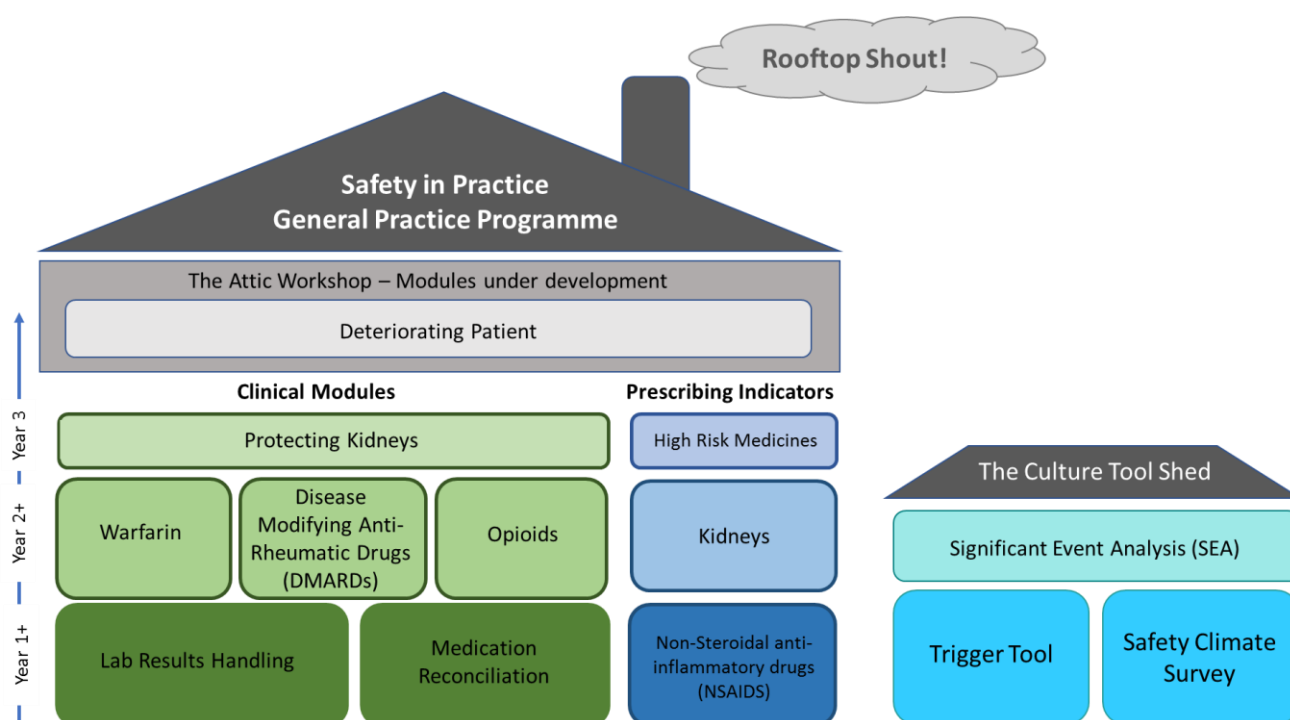 Rooftop Shout!
Safety in Practice
General Practice Programme
The Attic Workshop – Modules under development
Deteriorating Patient
Clinical Modules
Prescribing Indicators
Year 3
Protecting Kidneys
High Risk Medicines
The Culture Tool Shed
Year 2+
Warfarin
Disease
Modifying Anti-
Rheumatic Drugs
(DMARDs)
Opioids
Kidneys
Significant Event Analysis (SEA)
Year 1+
Lab Results Handling
Medication
Reconciliation
Non-Steroidal anti-
inflammatory drugs
(NSAIDS)
Trigger Tool
Safety Climate
Survey